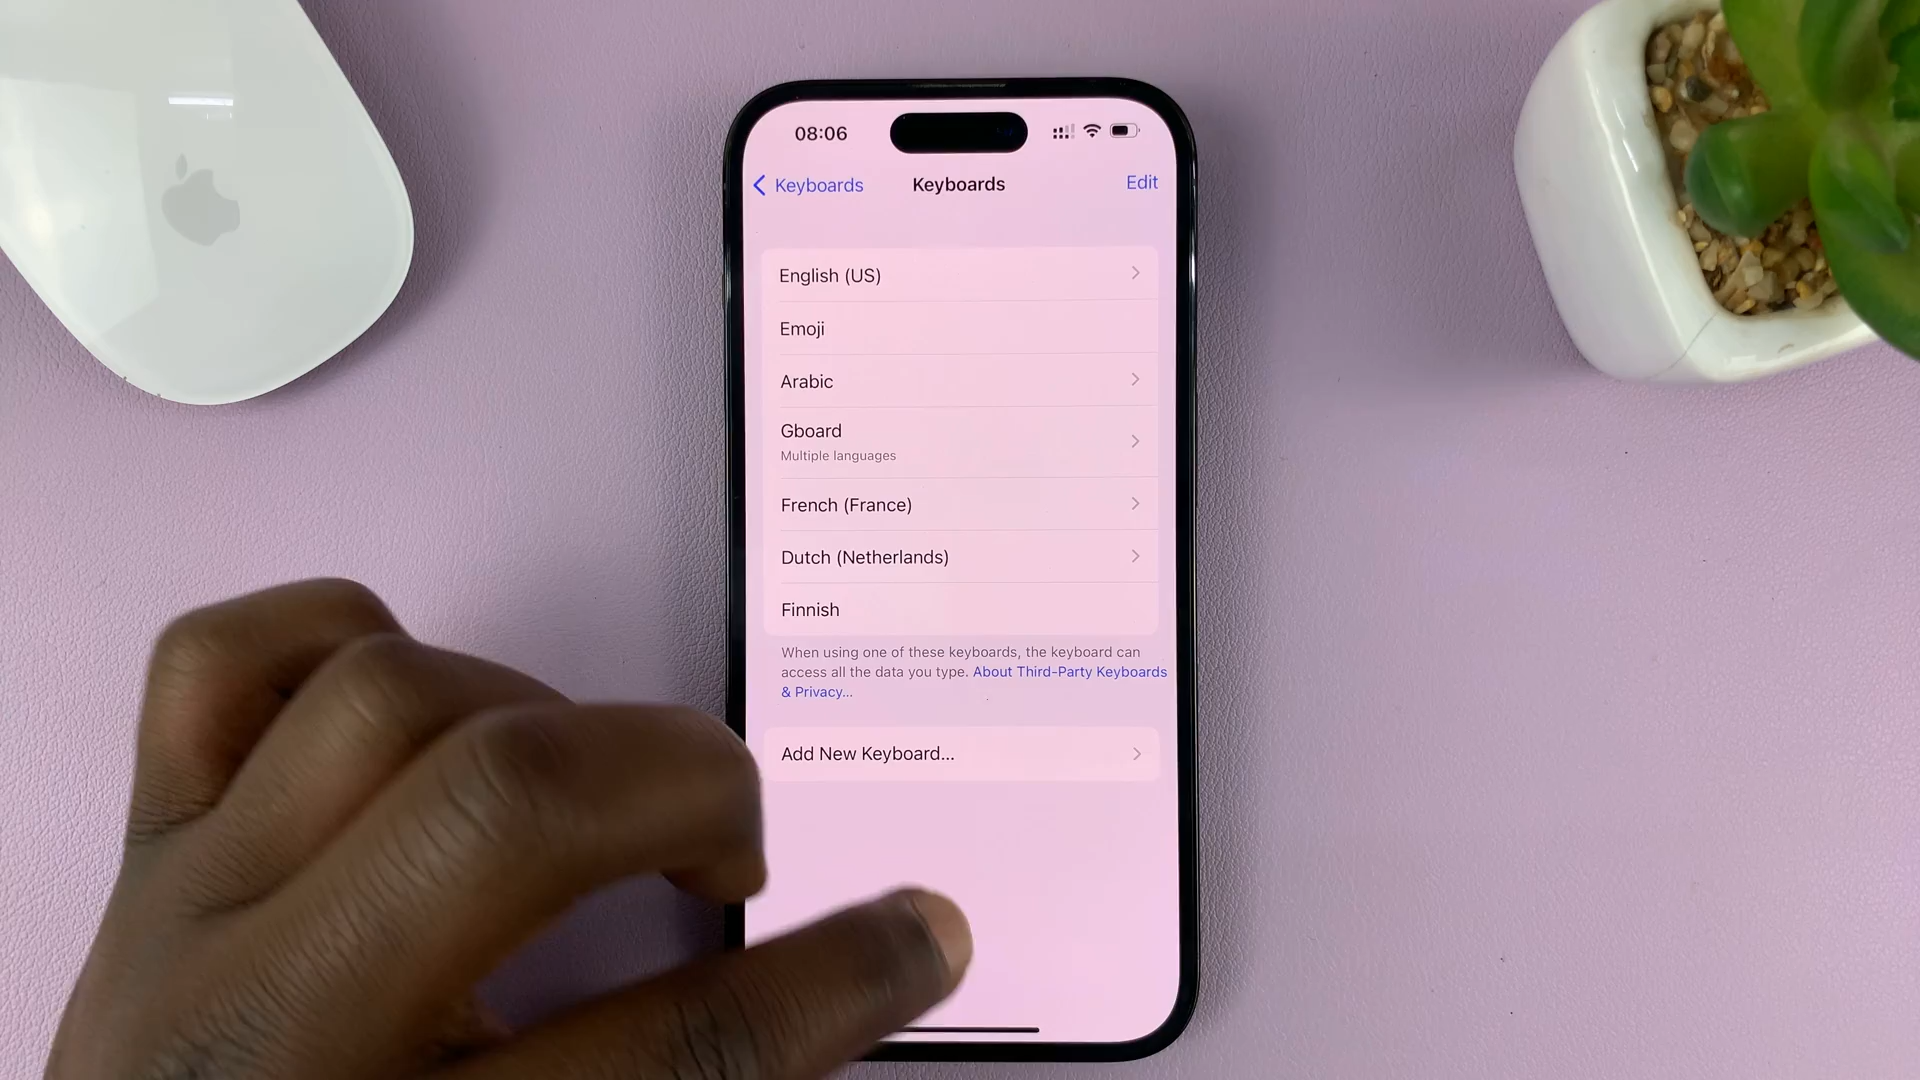 08:06
Keyboards
Keyboards
Edit
English (US)
Emoji
Arabic
Gboard
Multiple languages
French (France)
Dutch (Netherlands)
Finnish
When using one of these keyboards, the keyboard can
access all the data you type. About Third-Party Keyboards
& Privacy...
Add New Keyboard...